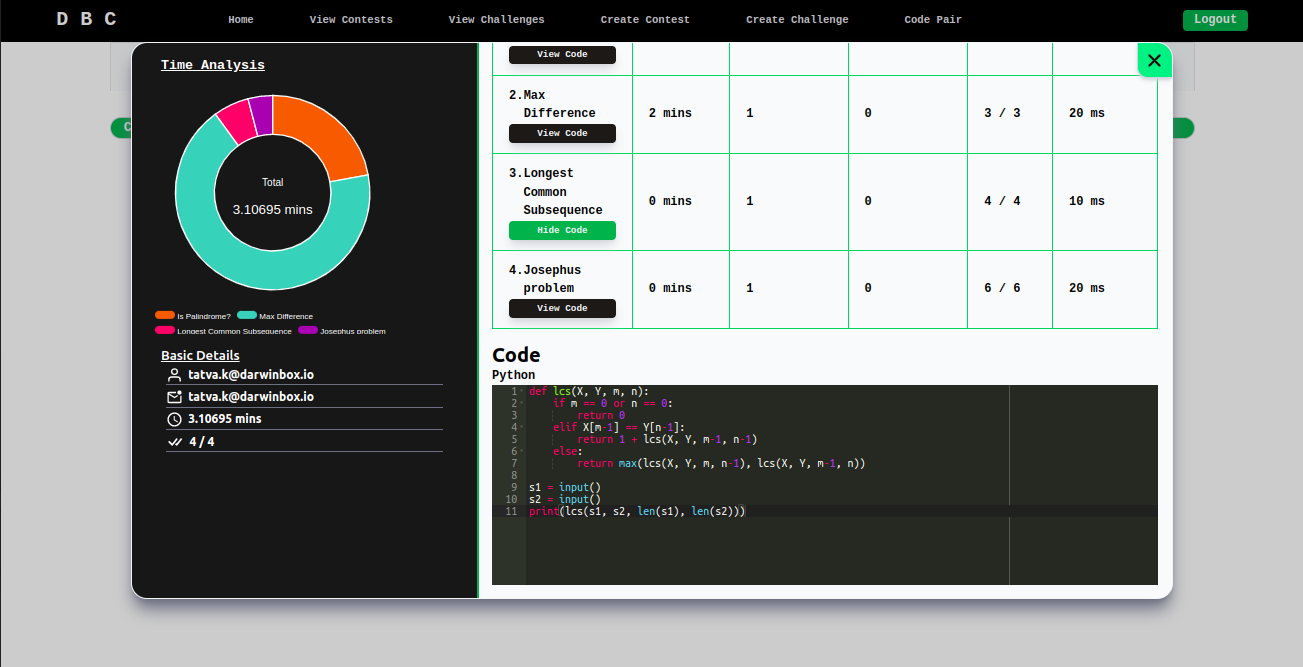 D B C
Home View Contests View Challenges Create Contest Create Challenge Code Pair Logout
Time Analysis
Total
3.10695 mins
Is Palindrome? Max Difference
Longest Common Subsequence Josephus problem
Basic Details
tatva.k@darwinbox.io
tatva.k@darwinbox.io
3.10695 mins
4 / 4
View Code
2.Max
Difference
View Code
2 mins 1 0 3 / 3 20 ms
3.Longest
Common
Subsequence
Hide Code
0 mins 1 0 4 / 4 10 ms
4.Josephus
problem
View Code
0 mins 1 0 6 / 6 20 ms
Code
Python
1 def lcs(X, Y, m, n):
2 if m == 0 or n == 0:
3 return 0
4 elif X[m-1] == Y[n-1]:
5 return 1 + lcs(X, Y, m-1, n-1)
6 else:
7 return max(lcs(X, Y, m, n-1), lcs(X, Y, m-1, n))
8
9 s1 = input()
10 s2 = input()
11 print(lcs(s1, s2, len(s1), len(s2)))